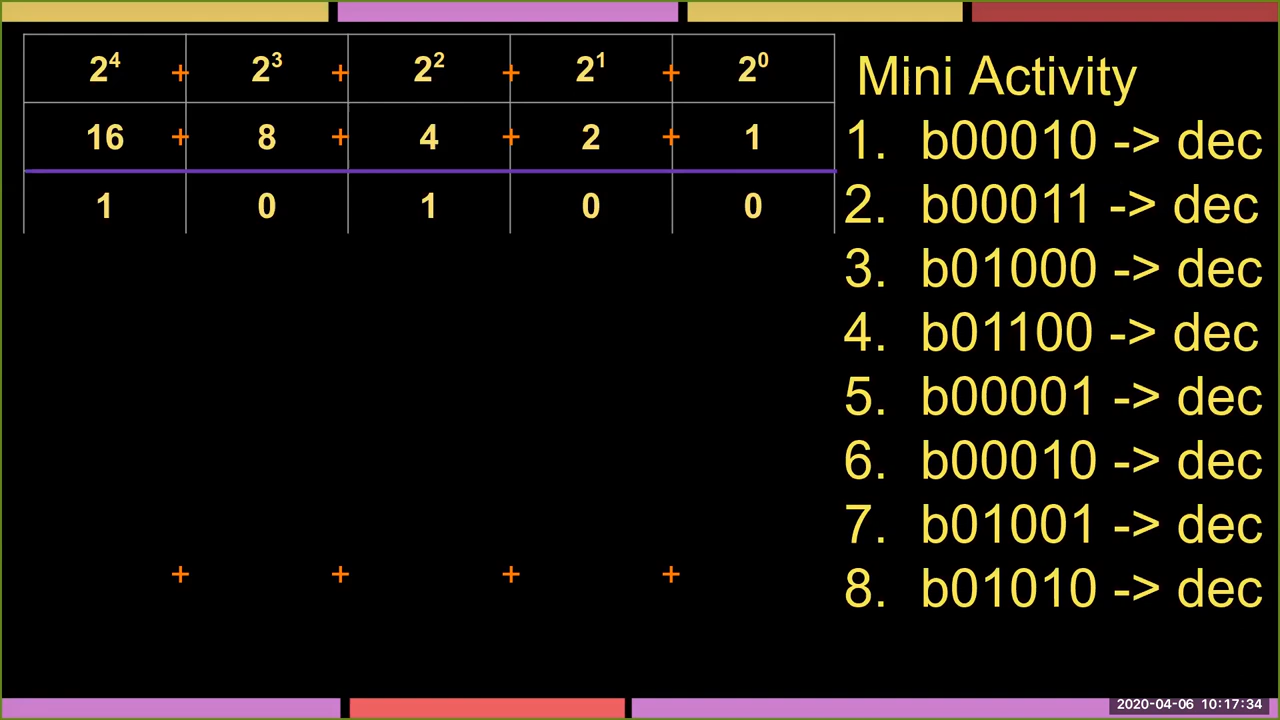 2⁴ + 2³ + 2² + 2¹ + 2⁰
16 + 8 + 4 + 2 + 1
1 0 1 0 0
+ + + +
Mini Activity
1. b00010 -> dec
2. b00011 -> dec
3. b01000 -> dec
4. b01100 -> dec
5. b00001 -> dec
6. b00010 -> dec
7. b01001 -> dec
8. b01010 -> dec
2020-04-06 10:17:34